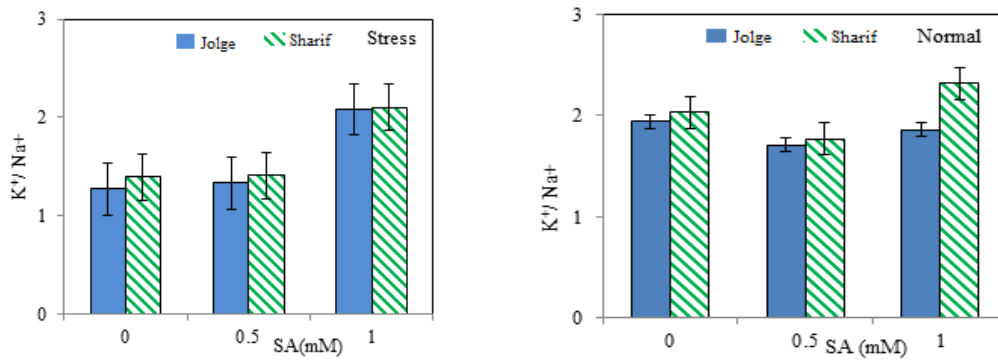 3
2
1
0
K⁺/ Na+
Jolge
Sharif
Stress
0
0.5
1
SA(mM)
3
2
1
0
K⁺/ Na+
Jolge
Sharif
Normal
0
0.5
1
SA (mM)